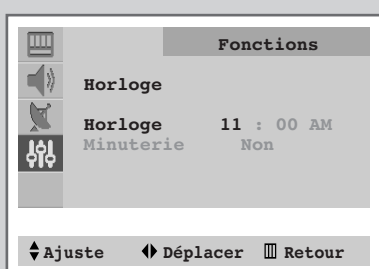 Fonctions
Horloge
Horloge 11 : 00 AM
Minuterie Non
Ajuste Déplacer Retour